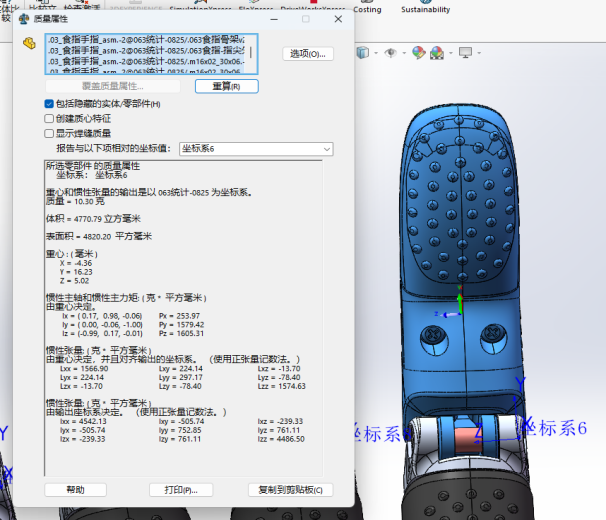 SimulationXpress FloXpress DriveWorksXpress Costing Sustainability
质量属性
.03_食指手指_asm.-2@063统计-0825/.063食指骨架v2
.03_食指手指_asm.-2@063统计-0825/.063食指-指尖
.03_食指手指_asm.-2@063统计-0825/.m16x02_30x06.-
.03_食指手指_asm.-2@063统计-0825/.m16x02_30x06.-
选项(O)...
覆盖质量属性...
重算(R)
包括隐藏的实体/零部件(H)
创建质心特征
显示焊缝质量
报告与以下项相对的坐标值: 坐标系6
所选零部件 的质量属性
坐标系: 坐标系6
重心和惯性张量的输出是以 063统计-0825 为坐标系。
质量 = 10.30 克
体积 = 4770.79 立方毫米
表面积 = 4820.20 平方毫米
重心 : ( 毫米 )
X = -4.36
Y = 16.23
Z = 5.02
惯性主轴和惯性主力矩: ( 克 * 平方毫米 )
由重心决定。
Ix = ( 0.17, 0.98, -0.06) Px = 253.97
Iy = ( 0.00, -0.06, -1.00) Py = 1579.42
Iz = (-0.99, 0.17, -0.01) Pz = 1605.31
惯性张量: ( 克 * 平方毫米 )
由重心决定，并且对齐输出的坐标系。 （使用正张量记数法。）
Lxx = 1566.90 Lxy = 224.14 Lxz = -13.70
Lyx = 224.14 Lyy = 297.17 Lyz = -78.40
Lzx = -13.70 Lzy = -78.40 Lzz = 1574.63
惯性张量: ( 克 * 平方毫米 )
由输出座标系决定。 （使用正张量记数法。）
Ixx = 4542.13 Ixy = -505.74 Ixz = -239.33
Iyx = -505.74 Iyy = 752.85 Iyz = 761.11
Izx = -239.33 Izy = 761.11 Izz = 4486.50
帮助 打印(P)... 复制到剪贴板(C)
Y
Z
Y
X
Z
坐标系
坐标系6
Y
X